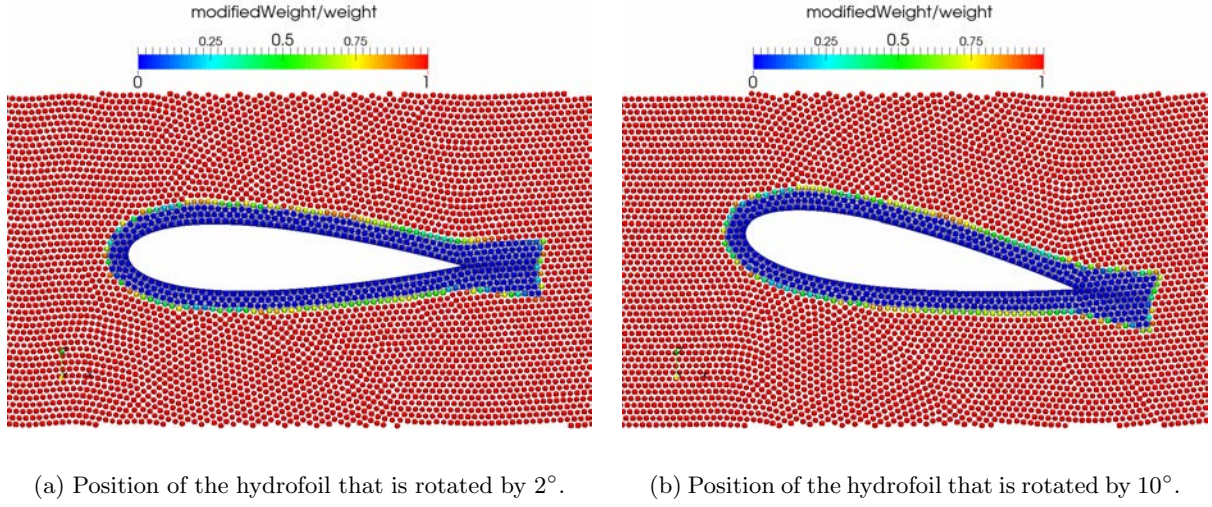 modifiedWeight/weight
0.25 0.5 0.75
0 1
modifiedWeight/weight
0.25 0.5 0.75
0 1
(a) Position of the hydrofoil that is rotated by 2°.
(b) Position of the hydrofoil that is rotated by 10°.